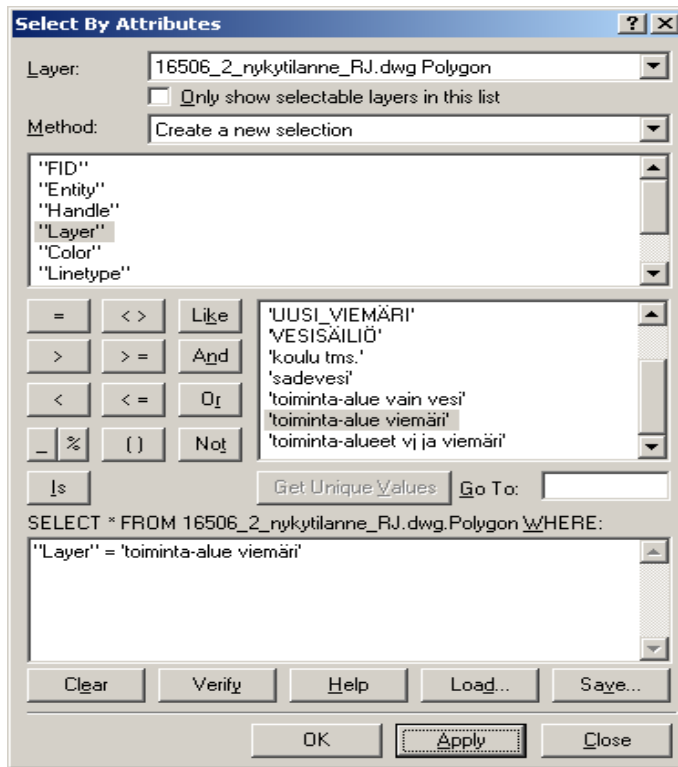 Select By Attributes
Layer: 16506_2_nykytilanne_RJ.dwg Polygon
Only show selectable layers in this list
Method: Create a new selection
"FID"
"Entity"
"Handle"
"Layer"
"Color"
"Linetype"
= < > Like
> > = And
< < = Or
_ % ( ) Not
Is
'UUSI_VIEMÄRI'
'VESISÄILIÖ'
'koulu tms.'
'sadevesi'
'toiminta-alue vain vesi'
'toiminta-alue viemäri'
'toiminta-alueet vj ja viemäri'
Get Unique Values Go To:
SELECT * FROM 16506_2_nykytilanne_RJ.dwg.Polygon WHERE:
"Layer" = 'toiminta-alue viemäri'
Clear Verify Help Load... Save...
OK Apply Close